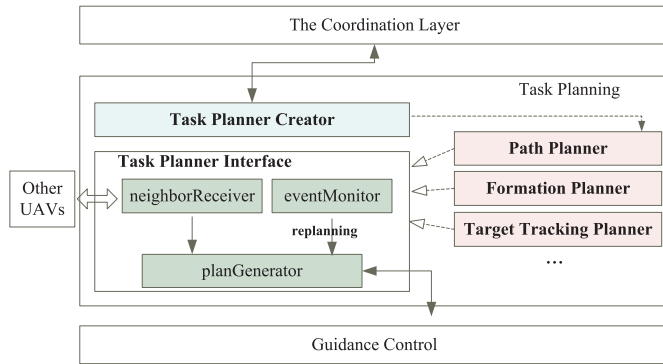 The Coordination Layer
Task Planning
Task Planner Creator
Task Planner Interface
Path Planner
Other
UAVs
neighborReceiver
eventMonitor
Formation Planner
replanning
Target Tracking Planner
...
planGenerator
Guidance Control